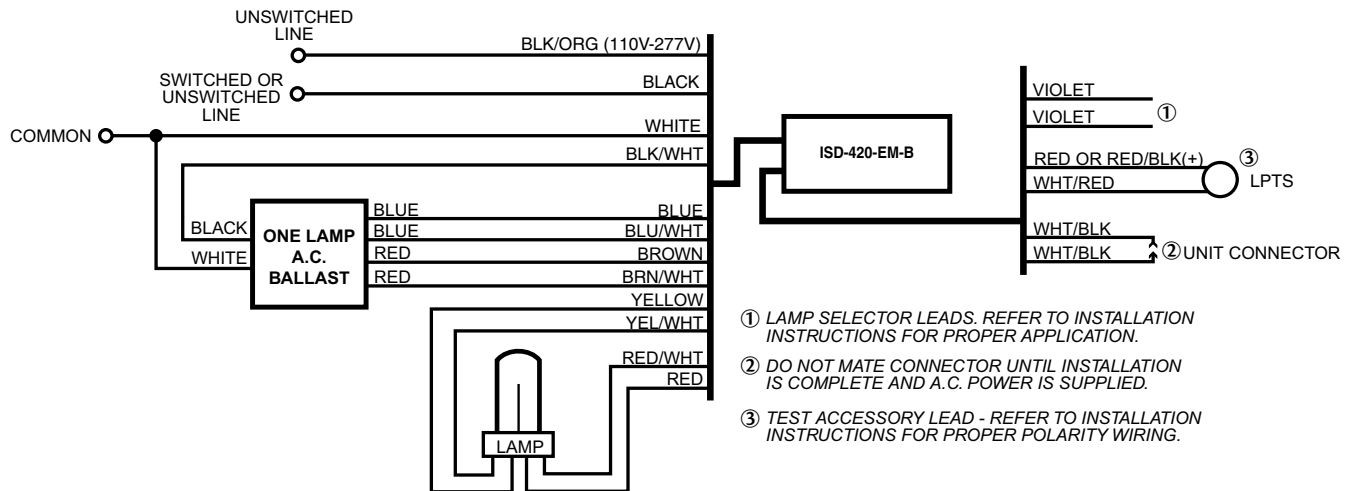 UNSWITCHED
LINE
BLK/ORG (110V-277V)
SWITCHED OR
UNSWITCHED
LINE
BLACK
COMMON
WHITE
BLK/WHT
BLACK
WHITE
ONE LAMP
A.C.
BALLAST
BLUE
BLUE
RED
RED
BLUE
BLU/WHT
BROWN
BRN/WHT
YELLOW
YEL/WHT
RED/WHT
RED
LAMP
ISD-420-EM-B
VIOLET
VIOLET
①
RED OR RED/BLK(+)
WHT/RED
③
LPTS
WHT/BLK
WHT/BLK
② UNIT CONNECTOR
① LAMP SELECTOR LEADS. REFER TO INSTALLATION
INSTRUCTIONS FOR PROPER APPLICATION.
② DO NOT MATE CONNECTOR UNTIL INSTALLATION
IS COMPLETE AND A.C. POWER IS SUPPLIED.
③ TEST ACCESSORY LEAD - REFER TO INSTALLATION
INSTRUCTIONS FOR PROPER POLARITY WIRING.